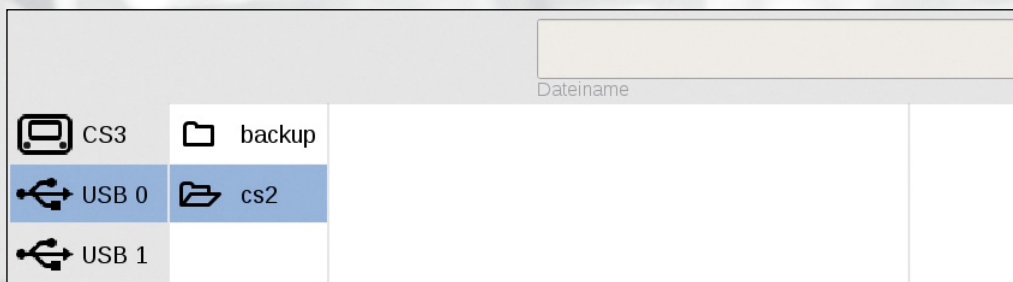 Dateiname
CS3
backup
USB 0
cs2
USB 1